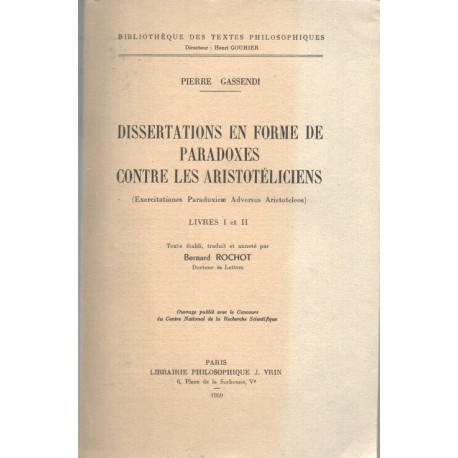 BIBLIOTHÈQUE DES TEXTES PHILOSOPHIQUES
Directeur : Henri GOUHIER
PIERRE GASSENDI
DISSERTATIONS EN FORME DE
PARADOXES
CONTRE LES ARISTOTÉLICIENS
(Exercitationes Paradoxicæ Adversus Aristoteleos)
LIVRES I et II
Texte établi, traduit et annoté par
Bernard ROCHOT
Docteur ès Lettres
Ouvrage publié avec le Concours
du Centre National de la Recherche Scientifique
PARIS
LIBRAIRIE PHILOSOPHIQUE J. VRIN
6, Place de la Sorbonne, Vᵉ
1959